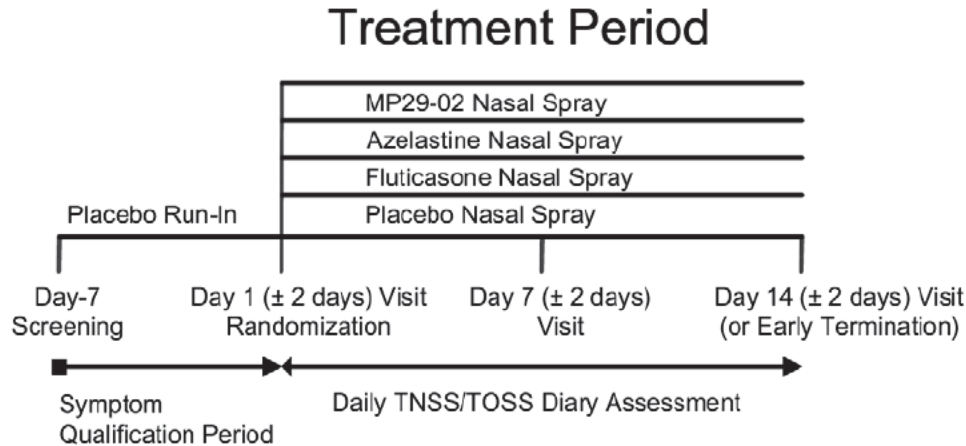 Treatment Period
MP29-02 Nasal Spray
Azelastine Nasal Spray
Fluticasone Nasal Spray
Placebo Run-In
Placebo Nasal Spray
Day-7
Screening
Day 1 (± 2 days) Visit
Randomization
Day 7 (± 2 days)
Visit
Day 14 (± 2 days) Visit
(or Early Termination)
Symptom
Qualification Period
Daily TNSS/TOSS Diary Assessment